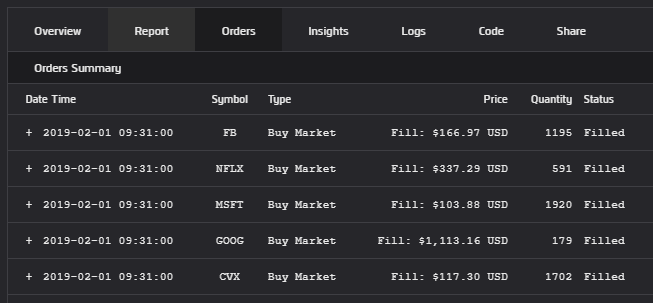 Overview Report Orders Insights Logs Code Share
Orders Summary
Date Time Symbol Type Price Quantity Status
+ 2019-02-01 09:31:00 FB Buy Market Fill: $166.97 USD 1195 Filled
+ 2019-02-01 09:31:00 NFLX Buy Market Fill: $337.29 USD 591 Filled
+ 2019-02-01 09:31:00 MSFT Buy Market Fill: $103.88 USD 1920 Filled
+ 2019-02-01 09:31:00 GOOG Buy Market Fill: $1,113.16 USD 179 Filled
+ 2019-02-01 09:31:00 CVX Buy Market Fill: $117.30 USD 1702 Filled